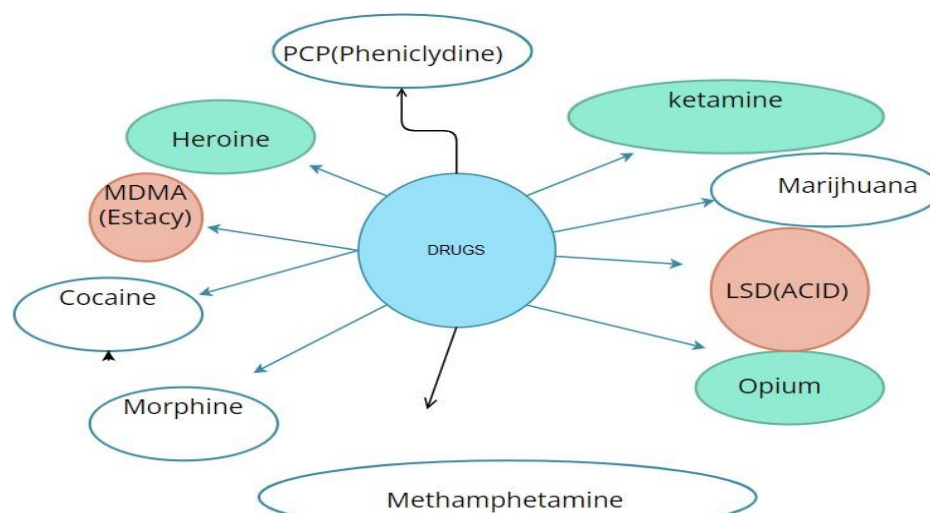 PCP(Pheniclydine)
ketamine
Heroine
Marijhuana
MDMA
(Estacy)
DRUGS
Cocaine
LSD(ACID)
Opium
Morphine
Methamphetamine